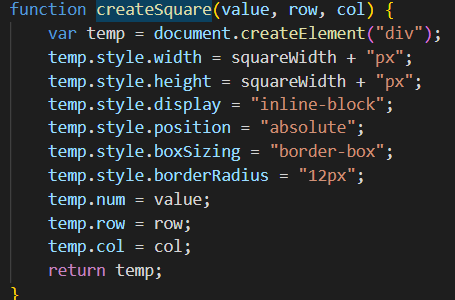 function createSquare(value, row, col) {
    var temp = document.createElement("div");
    temp.style.width = squareWidth + "px";
    temp.style.height = squareWidth + "px";
    temp.style.display = "inline-block";
    temp.style.position = "absolute";
    temp.style.boxSizing = "border-box";
    temp.style.borderRadius = "12px";
    temp.num = value;
    temp.row = row;
    temp.col = col;
    return temp;
}